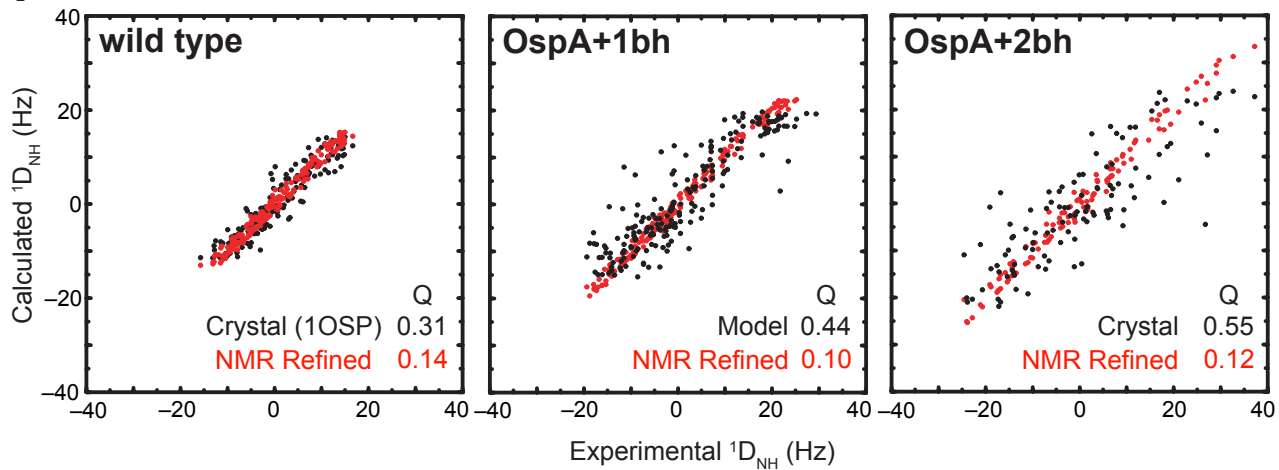 wild type
OspA+1bh
OspA+2bh
40
20
0
−20
−40
Calculated ¹D_NH (Hz)
Q
Crystal (1OSP) 0.31
NMR Refined 0.14
Q
Model 0.44
NMR Refined 0.10
Q
Crystal 0.55
NMR Refined 0.12
−40 −20 0 20 40
−40 −20 0 20 40
−40 −20 0 20 40
Experimental ¹D_NH (Hz)